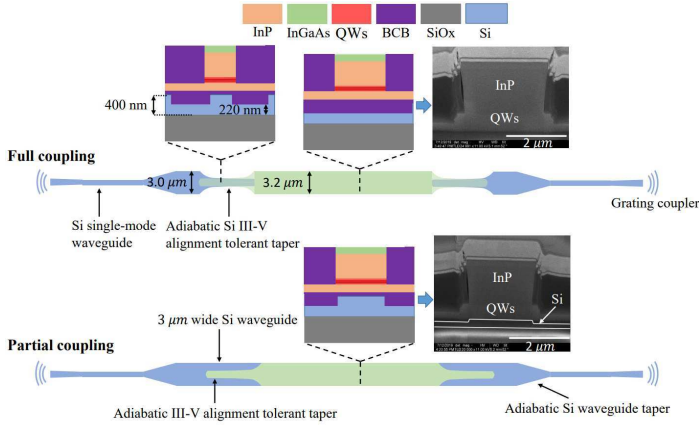 InP InGaAs QWs BCB SiOx Si
400 nm
220 nm
InP
QWs
2 μm
Full coupling
3.0 μm
3.2 μm
Si single-mode
waveguide
Adiabatic Si III-V
alignment tolerant taper
Grating coupler
InP
QWs
Si
2 μm
3 μm wide Si waveguide
Partial coupling
Adiabatic III-V alignment tolerant taper
Adiabatic Si waveguide taper